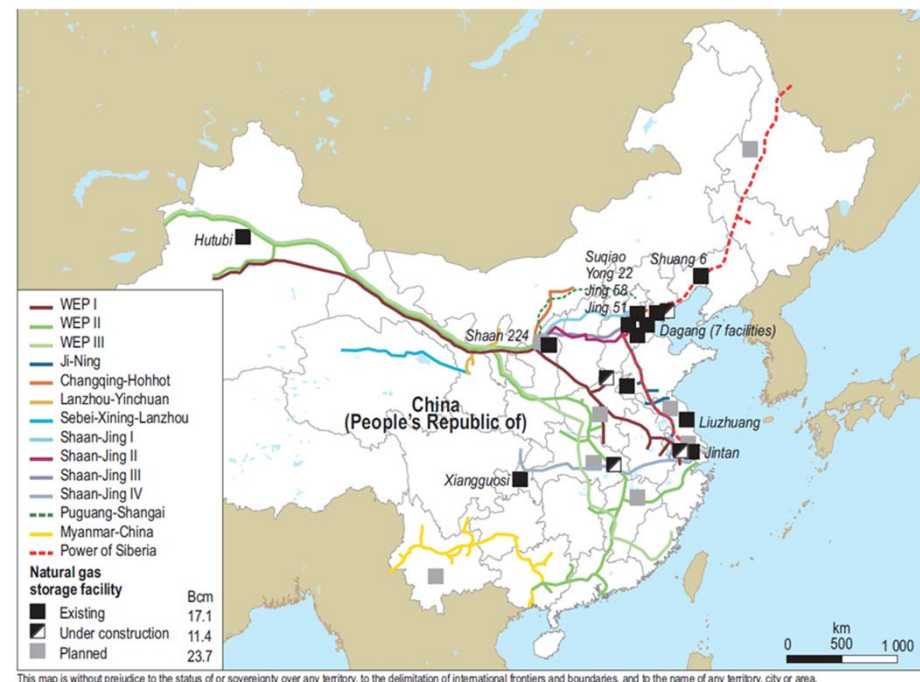 Hutubi
Suqiao
Yong 22
Jing 58
Jing 51
Shuang 6
Dagang (7 facilities)
Shaan 224
China
(People's Republic of)
Liuzhuang
Jintan
Xiangguosi
WEP I
WEP II
WEP III
Ji-Ning
Changqing-Hohhot
Lanzhou-Yinchuan
Sebei-Xining-Lanzhou
Shaan-Jing I
Shaan-Jing II
Shaan-Jing III
Shaan-Jing IV
Puguang-Shangai
Myanmar-China
Power of Siberia
Natural gas
storage facility
Bcm
Existing 17.1
Under construction 11.4
Planned 23.7
km
0 500 1 000
This map is without prejudice to the status of or sovereignty over any territory, to the delimitation of international frontiers and boundaries, and to the name of any territory, city or area.